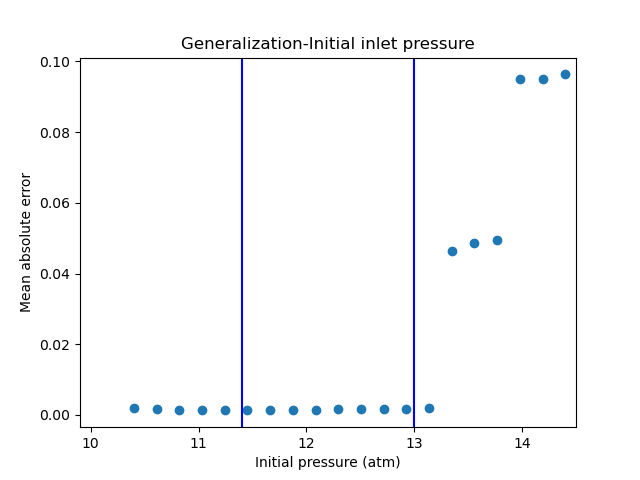 Generalization-Initial inlet pressure
Mean absolute error
0.10
0.08
0.06
0.04
0.02
0.00
10 11 12 13 14
Initial pressure (atm)